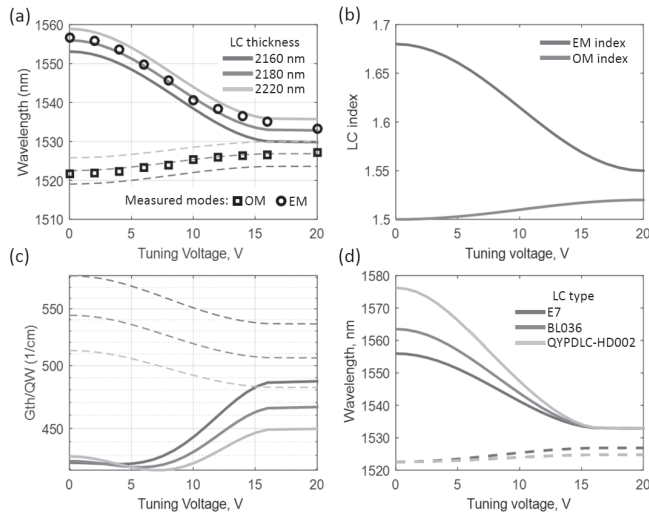 (a)
1560
1550
1540
1530
1520
1510
Wavelength (nm)
LC thickness
2160 nm
2180 nm
2220 nm
Measured modes: OM EM
0 5 10 15 20
Tuning Voltage, V
(b)
1.7
1.65
1.6
1.55
1.5
LC index
EM index
OM index
0 5 10 15 20
Tuning Voltage, V
(c)
550
500
450
Gth/QW (1/cm)
0 5 10 15 20
Tuning Voltage, V
(d)
1580
1570
1560
1550
1540
1530
1520
Wavelength, nm
LC type
E7
BL036
QYPDLC-HD002
0 5 10 15 20
Tuning Voltage, V